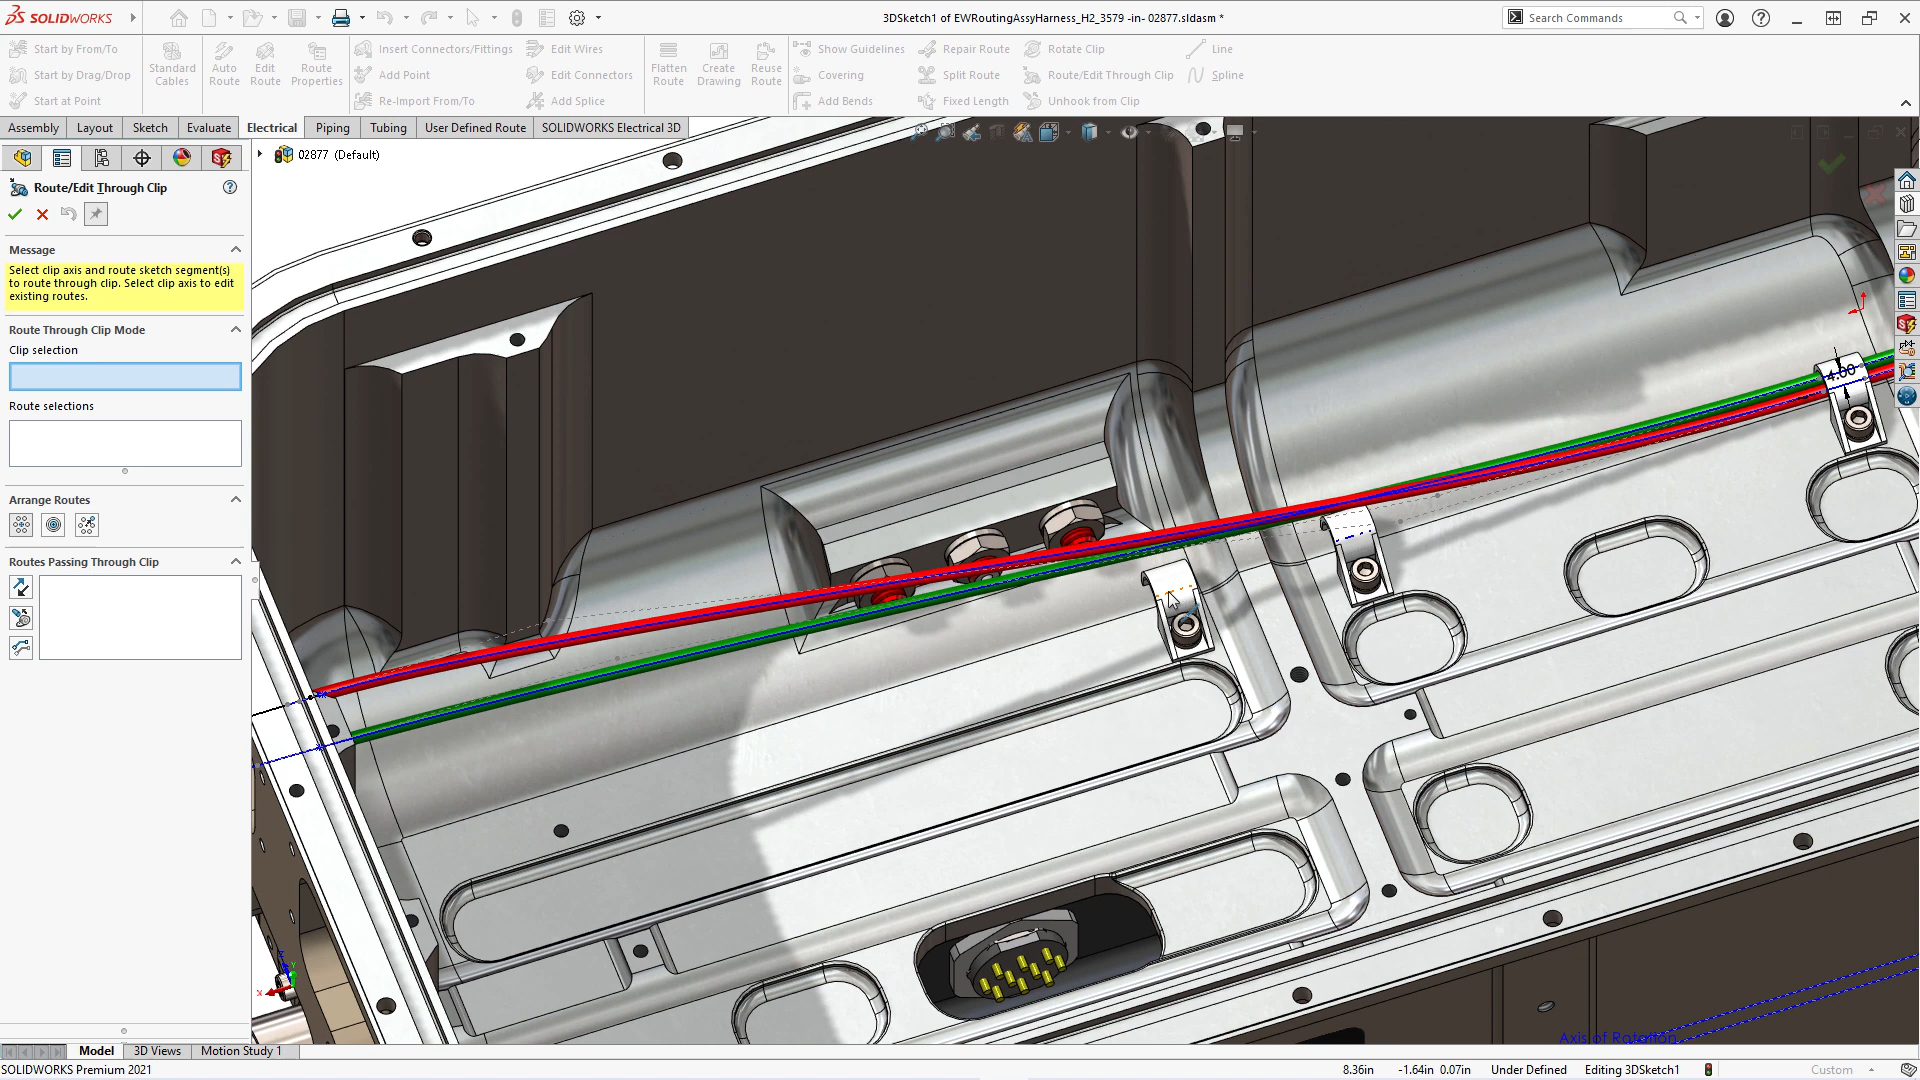 SOLIDWORKS
3DSketch1 of EWRoutingAssyHarness_H2_3579 -in- 02877.sldasm *
Search Commands
Start by From/To
Start by Drag/Drop
Start at Point
Standard Cables
Auto Route
Edit Route
Route Properties
Insert Connectors/Fittings
Add Point
Re-Import From/To
Edit Wires
Edit Connectors
Add Splice
Flatten Route
Create Drawing
Reuse Route
Show Guidelines
Covering
Add Bends
Repair Route
Split Route
Fixed Length
Rotate Clip
Route/Edit Through Clip
Unhook from Clip
Line
Spline
Assembly
Layout
Sketch
Evaluate
Electrical
Piping
Tubing
User Defined Route
SOLIDWORKS Electrical 3D
02877 (Default)
Route/Edit Through Clip
Message
Select clip axis and route sketch segment(s)
to route through clip. Select clip axis to edit
existing routes.
Route Through Clip Mode
Clip selection
Route selections
Arrange Routes
Routes Passing Through Clip
4.00
Axis of Rotation
Model
3D Views
Motion Study 1
SOLIDWORKS Premium 2021
8.36in
-1.64in 0.07in
Under Defined
Editing 3DSketch1
Custom